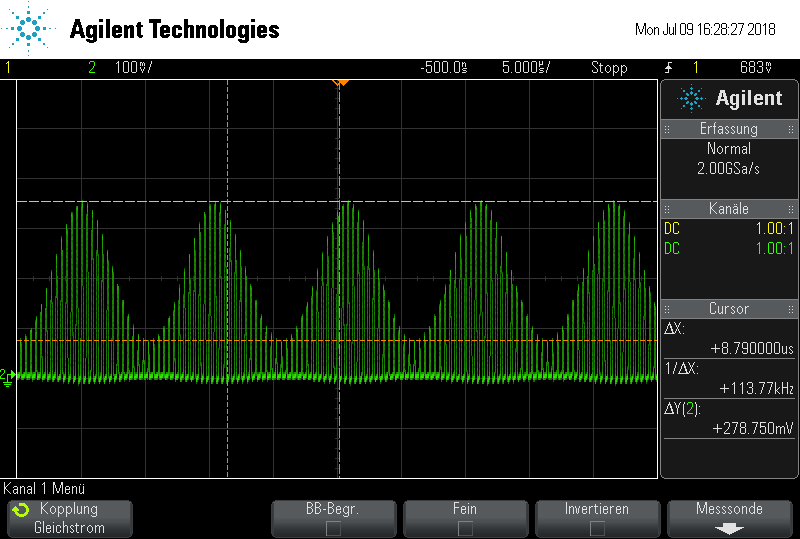 Agilent Technologies
Mon Jul 09 16:28:27 2018
1 2 100mV/ -500.0ns 5.000us/ Stopp 1 683mV
Agilent
Erfassung
Normal
2.00GSa/s
Kanäle
DC 1.00:1
DC 1.00:1
Cursor
ΔX:
+8.790000us
1/ΔX:
+113.77kHz
ΔY(2):
+278.750mV
2
Kanal 1 Menü
Kopplung
Gleichstrom
BB-Begr.
Fein
Invertieren
Messsonde